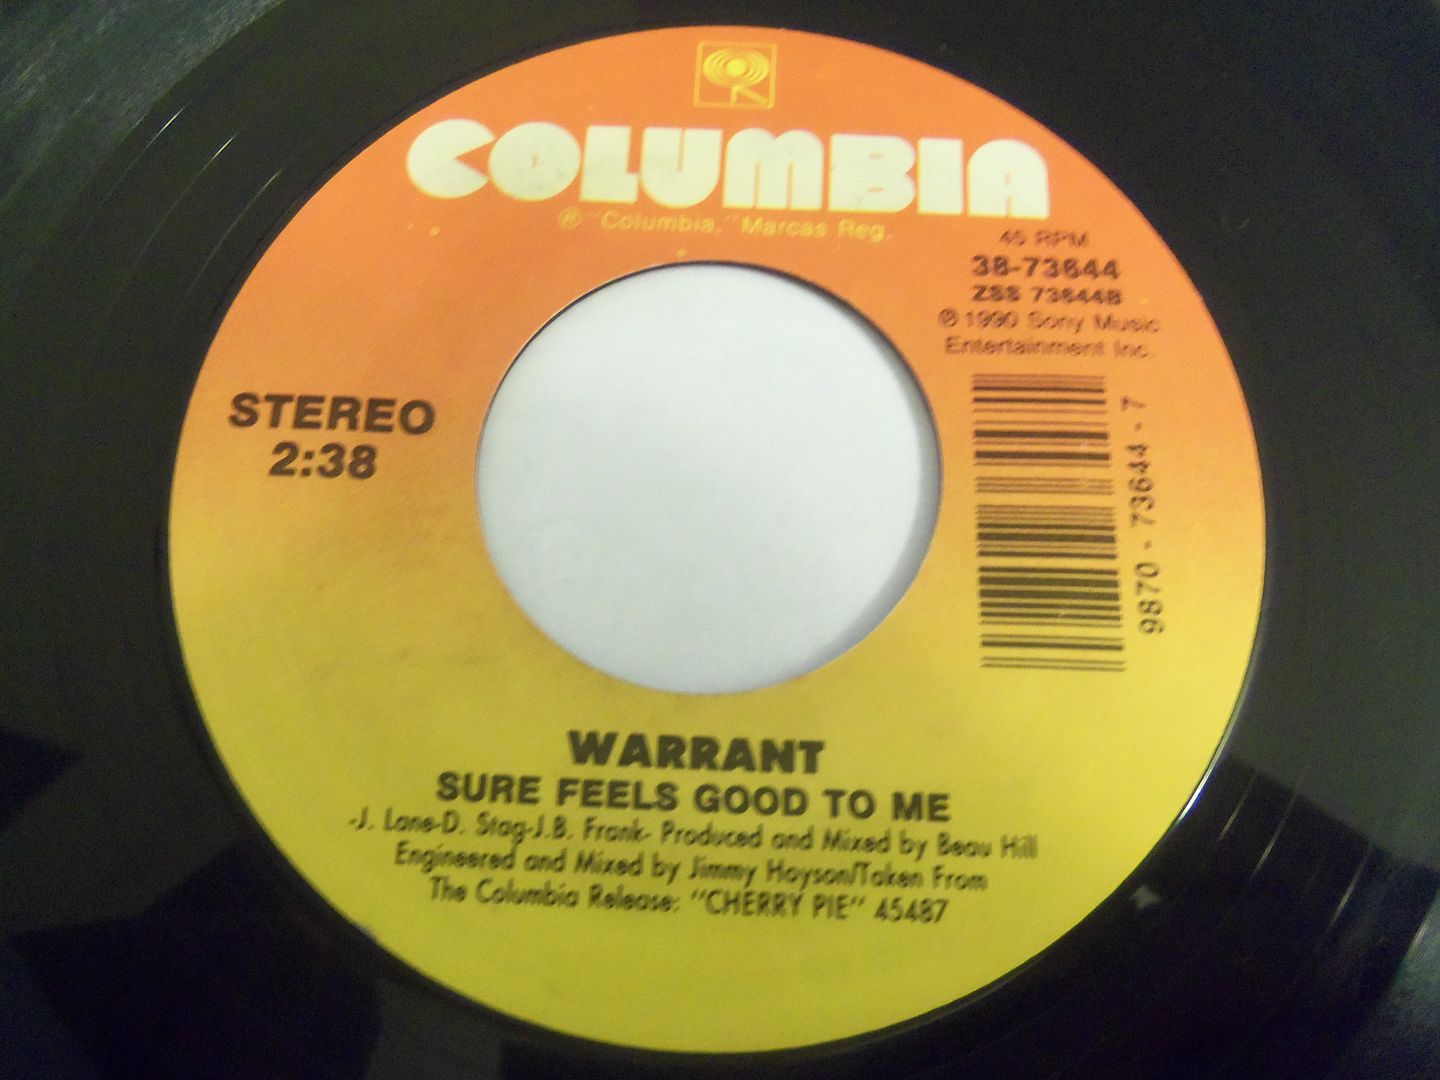 COLUMBIA
® "Columbia," Marcas Reg.
45 RPM
38-73644
ZSS 73644B
℗ 1990 Sony Music
Entertainment Inc.
STEREO
2:38
9870 - 73644 - 7
WARRANT
SURE FEELS GOOD TO ME
-J. Lane-D. Stag-J.B. Frank- Produced and Mixed by Beau Hill
Engineered and Mixed by Jimmy Hoyson/Taken From
The Columbia Release: "CHERRY PIE" 45487